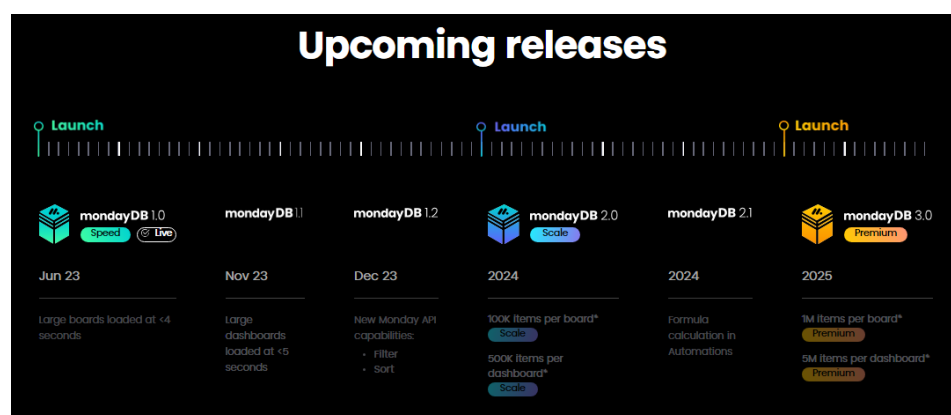 Upcoming releases
Launch
Launch
Launch
mondayDB 1.0
Speed
Live
Jun 23
Large boards loaded at <4
seconds
mondayDB 1.1
Nov 23
Large
dashboards
loaded at <5
seconds
mondayDB 1.2
Dec 23
New Monday API
capabilities:
• Filter
• Sort
mondayDB 2.0
Scale
2024
100K items per board*
Scale
500K items per
dashboard*
Scale
mondayDB 2.1
2024
Formula
calculation in
Automations
mondayDB 3.0
Premium
2025
1M items per board*
Premium
5M items per dashboard*
Premium